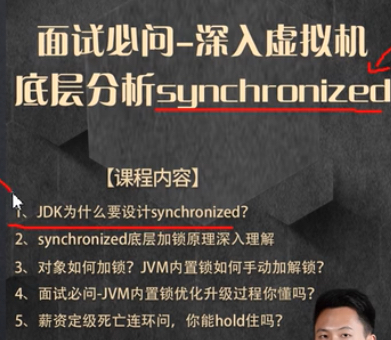 面试必问-深入虚拟机
底层分析synchronized
【课程内容】
1、JDK为什么要设计synchronized?
2、synchronized底层加锁原理深入理解
3、对象如何加锁?JVM内置锁如何手动加解锁?
4、面试必问-JVM内置锁优化升级过程你懂吗?
5、薪资定级死亡连环问,你能hold住吗?